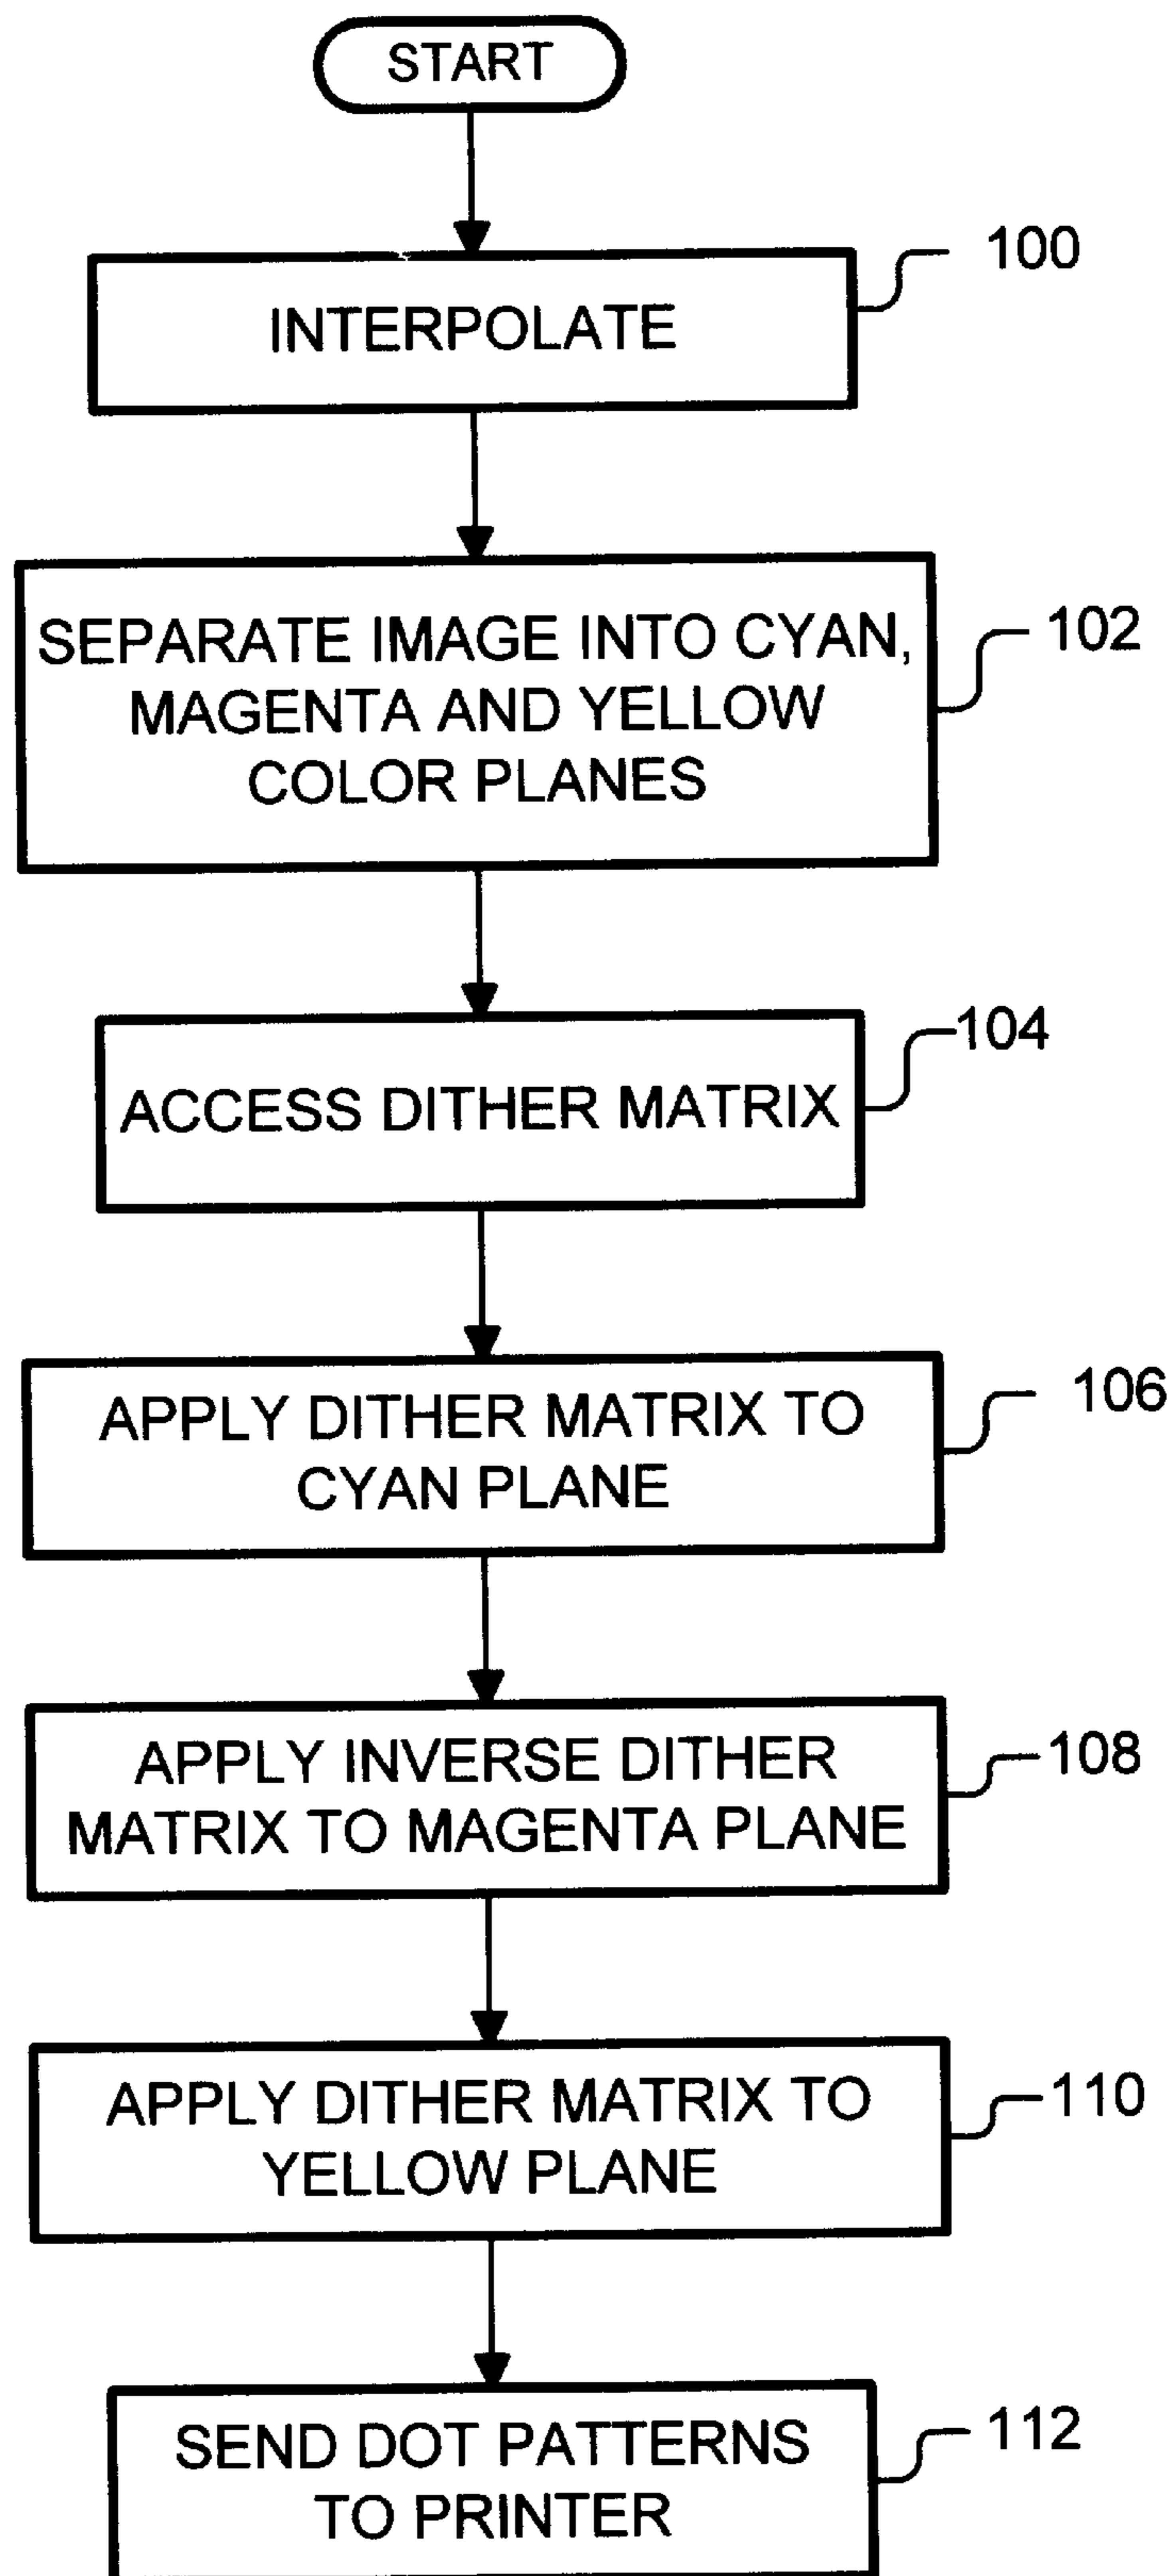 START
100
INTERPOLATE
102
SEPARATE IMAGE INTO CYAN,
MAGENTA AND YELLOW
COLOR PLANES
104
ACCESS DITHER MATRIX
106
APPLY DITHER MATRIX TO
CYAN PLANE
108
APPLY INVERSE DITHER
MATRIX TO MAGENTA PLANE
110
APPLY DITHER MATRIX TO
YELLOW PLANE
112
SEND DOT PATTERNS
TO PRINTER